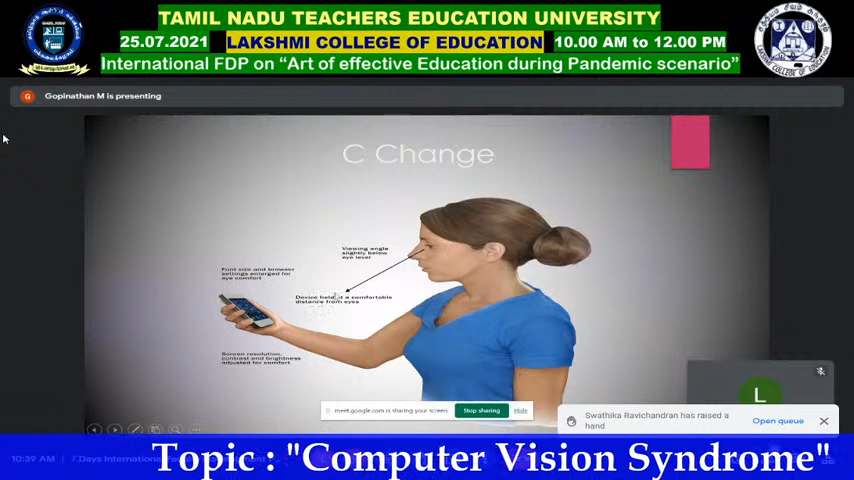 TAMIL NADU TEACHERS EDUCATION UNIVERSITY
25.07.2021 LAKSHMI COLLEGE OF EDUCATION 10.00 AM to 12.00 PM
International FDP on “Art of effective Education during Pandemic scenario”
G Gopinathan M is presenting
C Change
Viewing angle
slightly below
eye level
Font size and browser
settings enlarged for
eye comfort
Device held at a comfortable
distance from eyes
Screen resolution,
contrast and brightness
adjusted for comfort
L
meet.google.com is sharing your screen. Stop sharing Hide
Swathika Ravichandran has raised a
hand
Open queue
10:39 AM
Days International
Topic : "Computer Vision Syndrome"